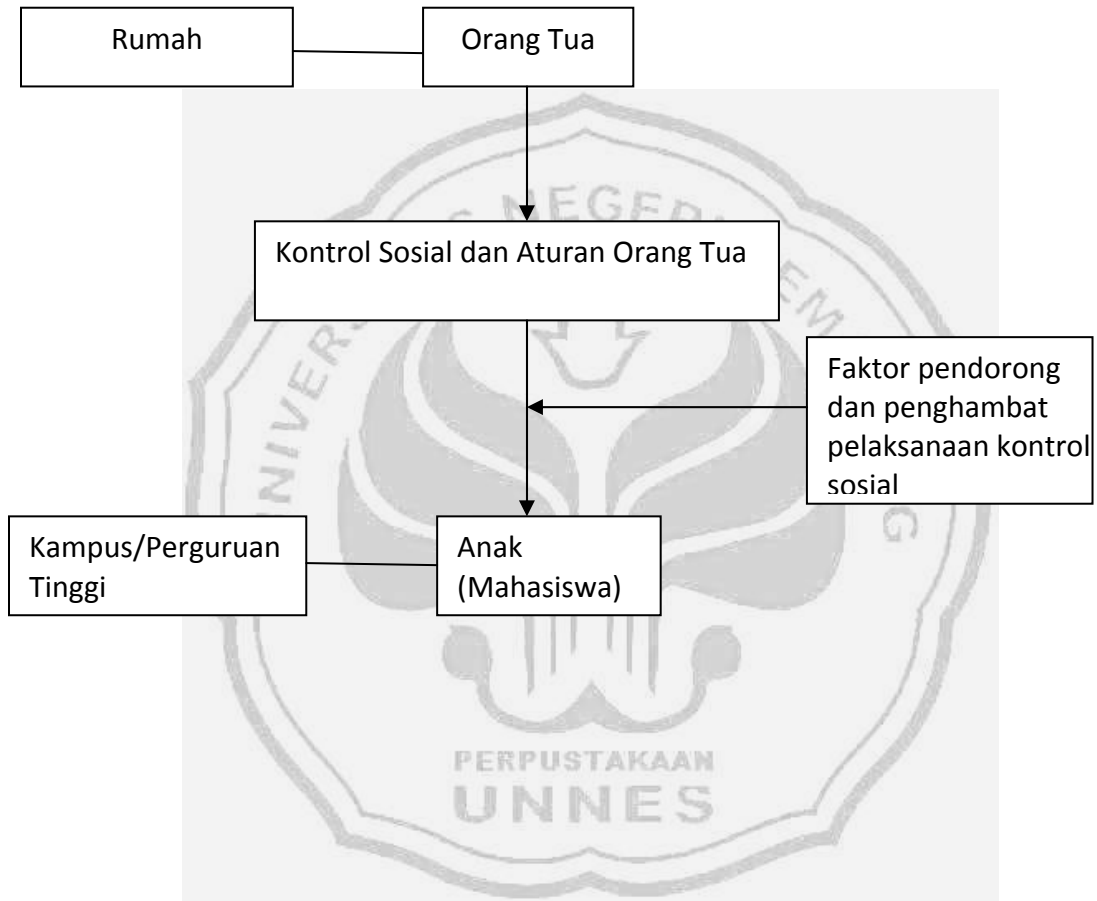 Rumah
Orang Tua
Kontrol Sosial dan Aturan Orang Tua
Faktor pendorong
dan penghambat
pelaksanaan kontrol
sosial
Kampus/Perguruan
Tinggi
Anak
(Mahasiswa)
PERPUSTAKAAN
UNNES